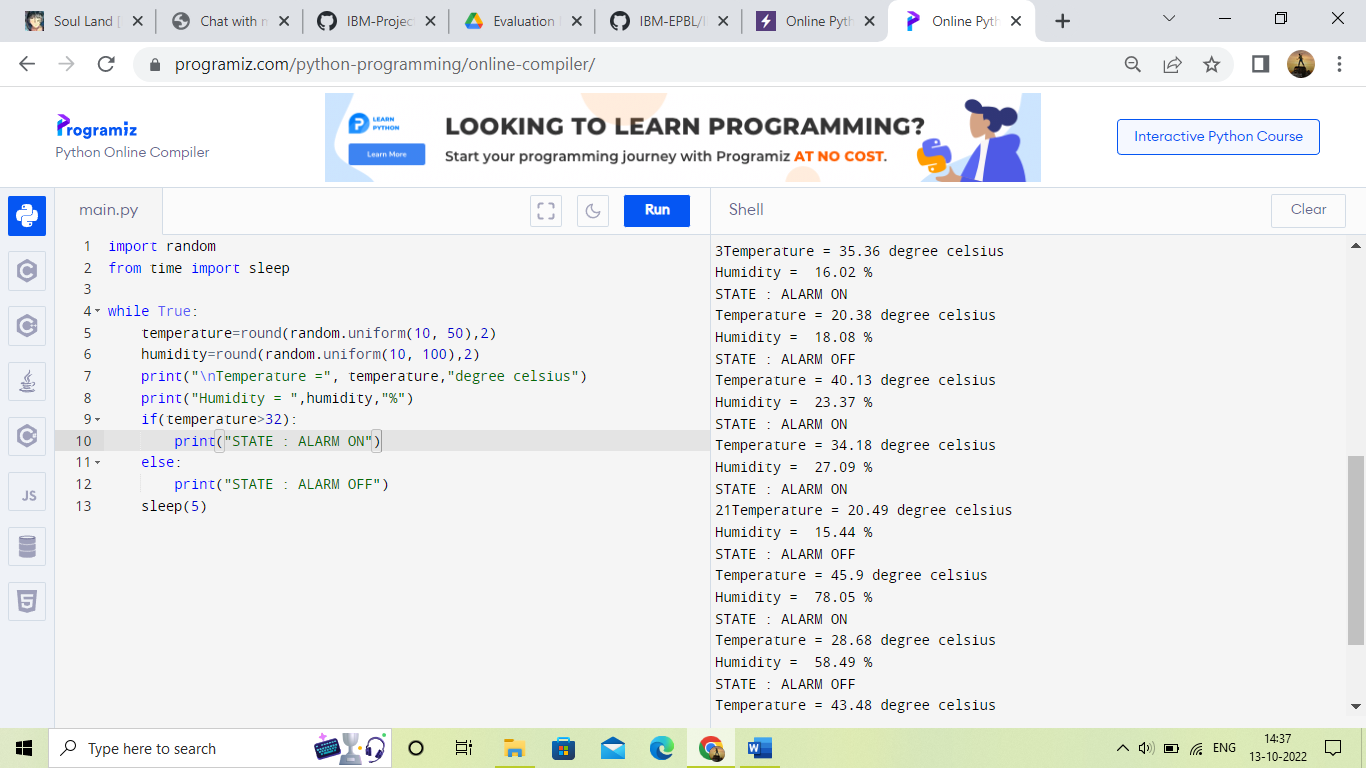 Soul Land
Chat with
IBM-Projec
Evaluation
IBM-EPBL/
Online Pyth
Online Pyth
programiz.com/python-programming/online-compiler/
Programiz
Python Online Compiler
LEARN
PYTHON
Learn More
LOOKING TO LEARN PROGRAMMING?
Start your programming journey with Programiz AT NO COST.
Interactive Python Course
main.py
Run
Shell
Clear
1 import random
2 from time import sleep
3
4 while True:
5     temperature=round(random.uniform(10, 50),2)
6     humidity=round(random.uniform(10, 100),2)
7     print("\nTemperature =", temperature,"degree celsius")
8     print("Humidity = ",humidity,"%")
9     if(temperature>32):
10         print("STATE : ALARM ON")
11     else:
12         print("STATE : ALARM OFF")
13     sleep(5)
JS
3Temperature = 35.36 degree celsius
Humidity =  16.02 %
STATE : ALARM ON
Temperature = 20.38 degree celsius
Humidity =  18.08 %
STATE : ALARM OFF
Temperature = 40.13 degree celsius
Humidity =  23.37 %
STATE : ALARM ON
Temperature = 34.18 degree celsius
Humidity =  27.09 %
STATE : ALARM ON
21Temperature = 20.49 degree celsius
Humidity =  15.44 %
STATE : ALARM OFF
Temperature = 45.9 degree celsius
Humidity =  78.05 %
STATE : ALARM ON
Temperature = 28.68 degree celsius
Humidity =  58.49 %
STATE : ALARM OFF
Temperature = 43.48 degree celsius
Type here to search
ENG
14:37
13-10-2022